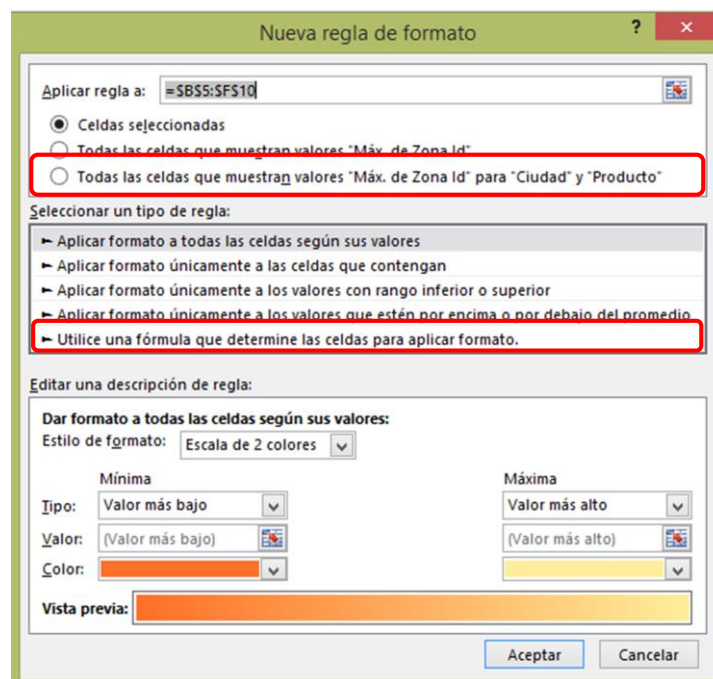 Nueva regla de formato
?
×
Aplicar regla a: =$B$5:$F$10
Celdas seleccionadas
Todas las celdas que muestran valores "Máx. de Zona Id"
Todas las celdas que muestran valores "Máx. de Zona Id" para "Ciudad" y "Producto"
Seleccionar un tipo de regla:
► Aplicar formato a todas las celdas según sus valores
► Aplicar formato únicamente a las celdas que contengan
► Aplicar formato únicamente a los valores con rango inferior o superior
► Aplicar formato únicamente a los valores que estén por encima o por debajo del promedio
► Utilice una fórmula que determine las celdas para aplicar formato.
Editar una descripción de regla:
Dar formato a todas las celdas según sus valores:
Estilo de formato: Escala de 2 colores
Mínima Máxima
Tipo: Valor más bajo Valor más alto
Valor: (Valor más bajo) (Valor más alto)
Color:
Vista previa:
Aceptar Cancelar